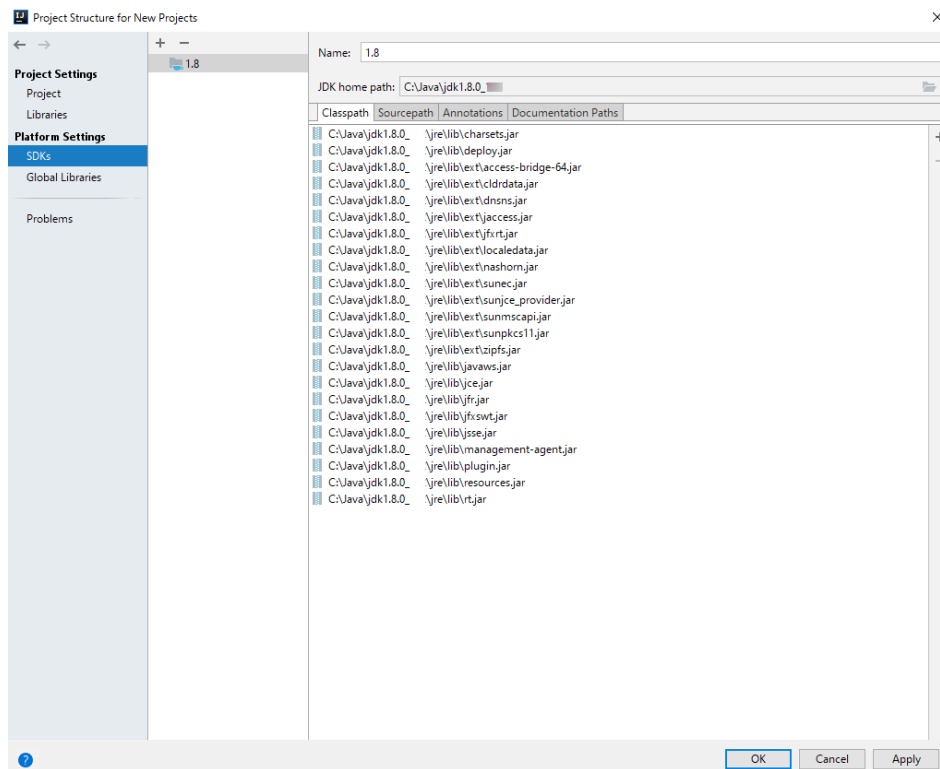 Project Structure for New Projects
Project Settings
Project
Libraries
Platform Settings
SDKs
Global Libraries
Problems
1.8
Name: 1.8
JDK home path: C:\Java\jdk1.8.0_
Classpath Sourcepath Annotations Documentation Paths
C:\Java\jdk1.8.0_ \jre\lib\charsets.jar
C:\Java\jdk1.8.0_ \jre\lib\deploy.jar
C:\Java\jdk1.8.0_ \jre\lib\ext\access-bridge-64.jar
C:\Java\jdk1.8.0_ \jre\lib\ext\cldrdata.jar
C:\Java\jdk1.8.0_ \jre\lib\ext\dnsns.jar
C:\Java\jdk1.8.0_ \jre\lib\ext\jaccess.jar
C:\Java\jdk1.8.0_ \jre\lib\ext\jfxrt.jar
C:\Java\jdk1.8.0_ \jre\lib\ext\localedata.jar
C:\Java\jdk1.8.0_ \jre\lib\ext\nashorn.jar
C:\Java\jdk1.8.0_ \jre\lib\ext\sunec.jar
C:\Java\jdk1.8.0_ \jre\lib\ext\sunjce_provider.jar
C:\Java\jdk1.8.0_ \jre\lib\ext\sunmscapi.jar
C:\Java\jdk1.8.0_ \jre\lib\ext\sunpkcs11.jar
C:\Java\jdk1.8.0_ \jre\lib\ext\zipfs.jar
C:\Java\jdk1.8.0_ \jre\lib\javaws.jar
C:\Java\jdk1.8.0_ \jre\lib\jce.jar
C:\Java\jdk1.8.0_ \jre\lib\jfr.jar
C:\Java\jdk1.8.0_ \jre\lib\jfxswt.jar
C:\Java\jdk1.8.0_ \jre\lib\jsse.jar
C:\Java\jdk1.8.0_ \jre\lib\management-agent.jar
C:\Java\jdk1.8.0_ \jre\lib\plugin.jar
C:\Java\jdk1.8.0_ \jre\lib\resources.jar
C:\Java\jdk1.8.0_ \jre\lib\rt.jar
OK Cancel Apply